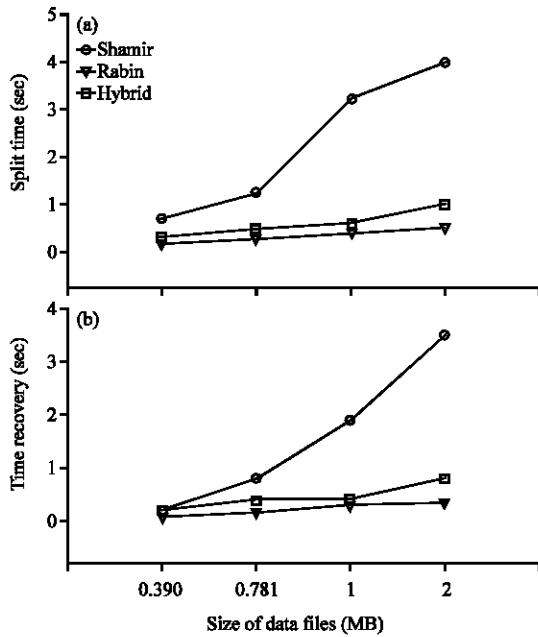 (a)
Shamir
Rabin
Hybrid
Split time (sec)
5
4
3
2
1
0
(b)
Time recovery (sec)
4
3
2
1
0
0.390 0.781 1 2
Size of data files (MB)